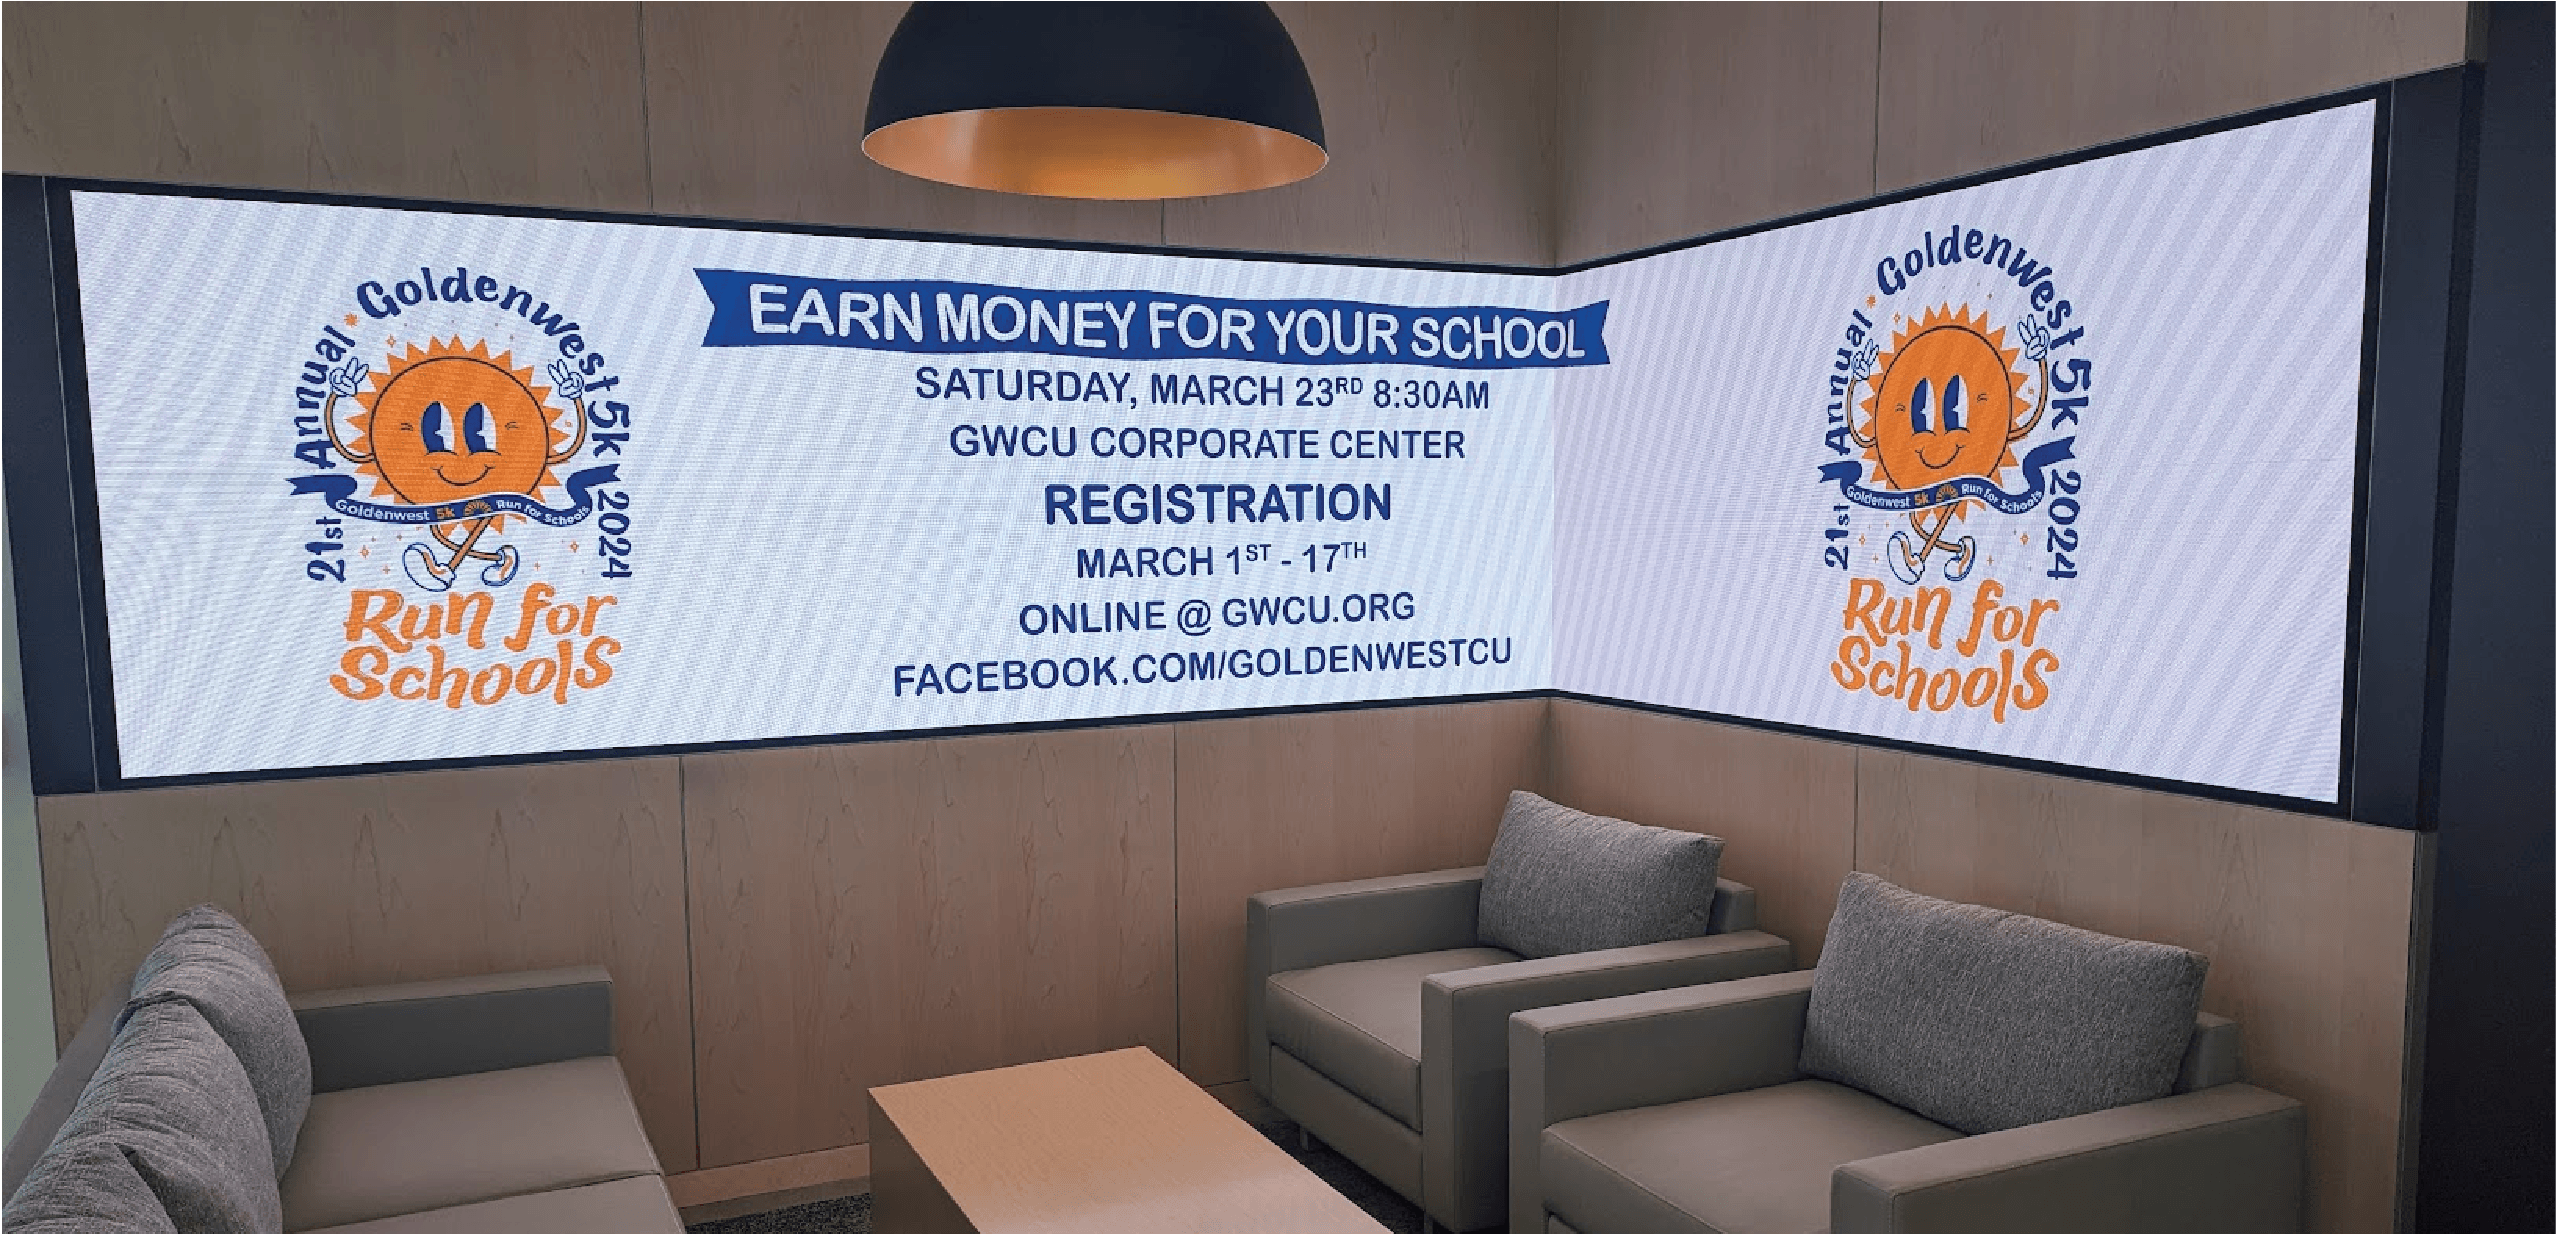 21st Annual Goldenwest 5k 2024
Goldenwest 5k Run for Schools
Run for
Schools
EARN MONEY FOR YOUR SCHOOL
SATURDAY, MARCH 23RD 8:30AM
GWCU CORPORATE CENTER
REGISTRATION
MARCH 1ST - 17TH
ONLINE @ GWCU.ORG
FACEBOOK.COM/GOLDENWESTCU
21st Annual Goldenwest 5k 2024
Goldenwest 5k Run for Schools
Run for
Schools